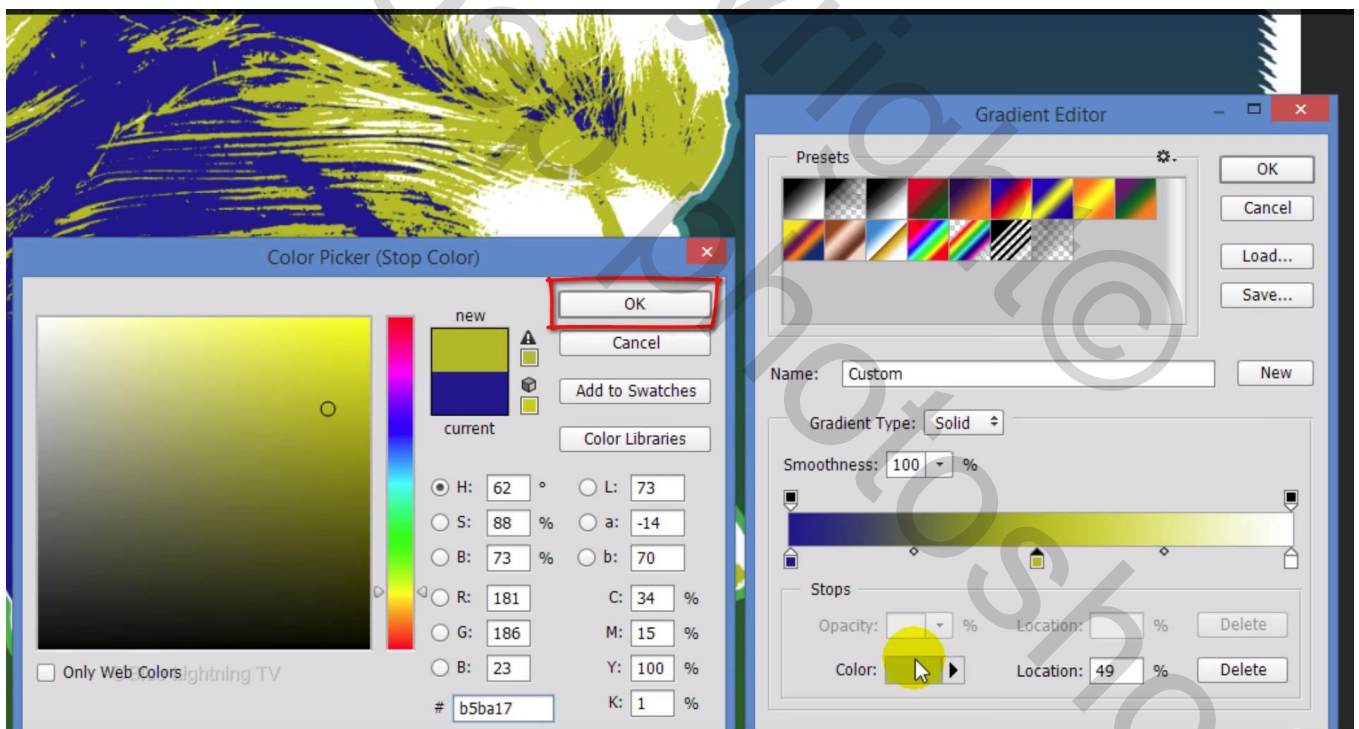 Gradient Editor
Presets
OK
Cancel
Load...
Save...
Name: Custom
New
Gradient Type: Solid
Smoothness: 100 %
Stops
Opacity: % Location: % Delete
Color: Location: 49 % Delete
Color Picker (Stop Color)
new
current
OK
Cancel
Add to Swatches
Color Libraries
H: 62 ° L: 73
S: 88 % a: -14
B: 73 % b: 70
R: 181 C: 34 %
G: 186 M: 15 %
B: 23 Y: 100 %
# b5ba17 K: 1 %
Only Web Colors
Lightning TV
©
photosho